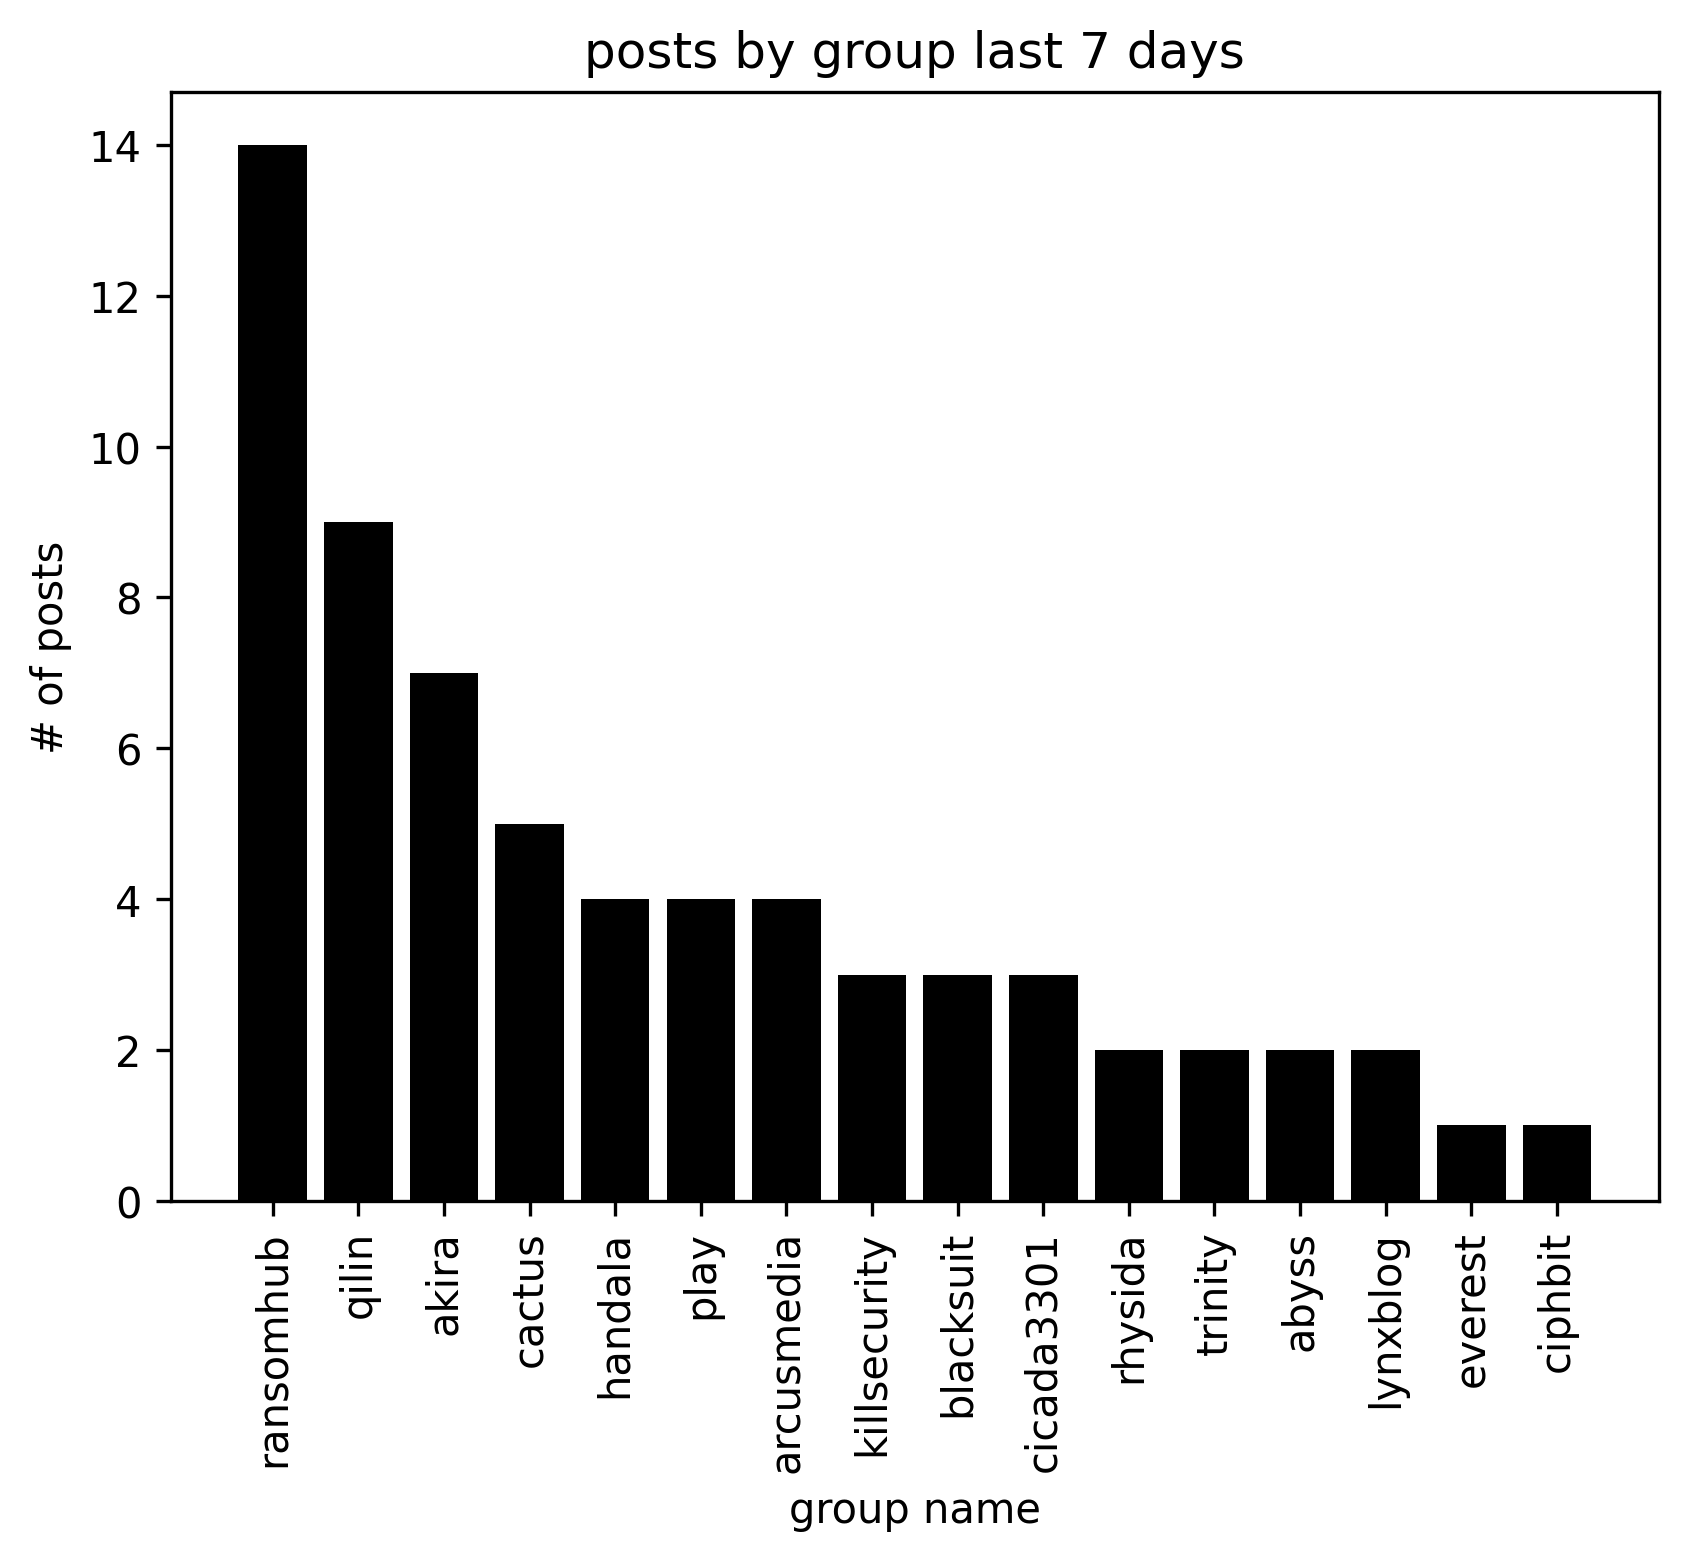 posts by group last 7 days
14
12
10
8
6
4
2
0
# of posts
ransomhub
qilin
akira
cactus
handala
play
arcusmedia
killsecurity
blacksuit
cicada3301
rhysida
trinity
abyss
lynxblog
everest
ciphbit
group name